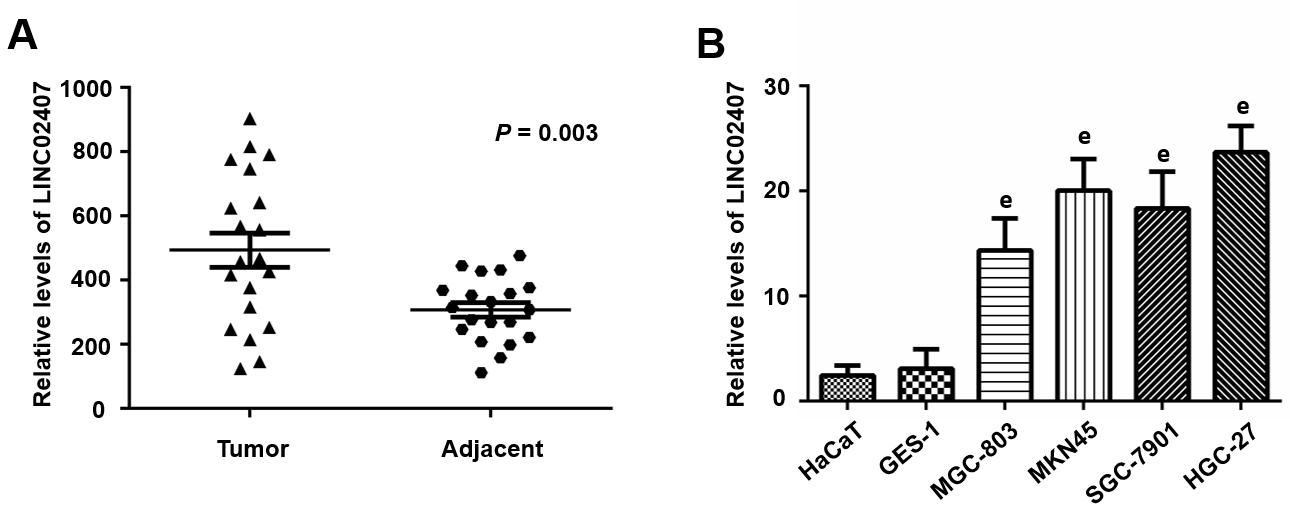 A
Relative levels of LINC02407
1000
800
600
400
200
0
P = 0.003
Tumor
Adjacent
B
Relative levels of LINC02407
30
20
10
0
e
e
e
e
HaCaT
GES-1
MGC-803
MKN45
SGC-7901
HGC-27